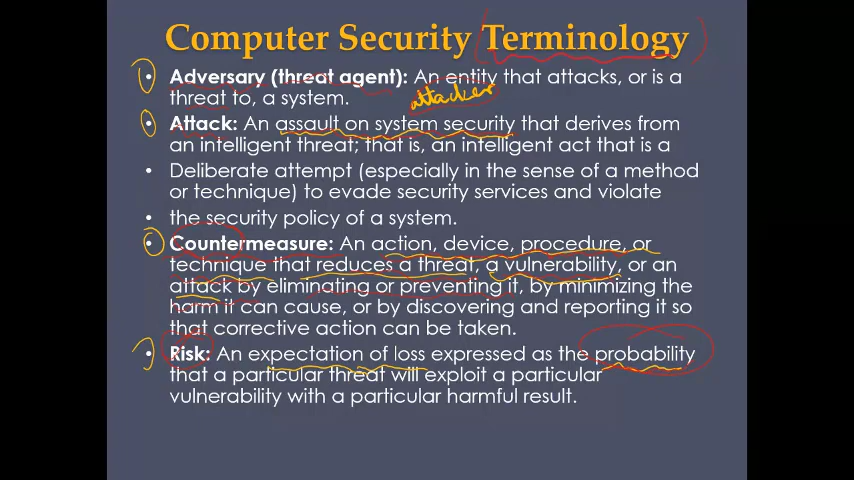 Computer Security Terminology
• Adversary (threat agent): An entity that attacks, or is a
threat to, a system.
attacker
• Attack: An assault on system security that derives from
an intelligent threat; that is, an intelligent act that is a
• Deliberate attempt (especially in the sense of a method
or technique) to evade security services and violate
• the security policy of a system.
• Countermeasure: An action, device, procedure, or
technique that reduces a threat, a vulnerability, or an
attack by eliminating or preventing it, by minimizing the
harm it can cause, or by discovering and reporting it so
that corrective action can be taken.
• Risk: An expectation of loss expressed as the probability
that a particular threat will exploit a particular
vulnerability with a particular harmful result.